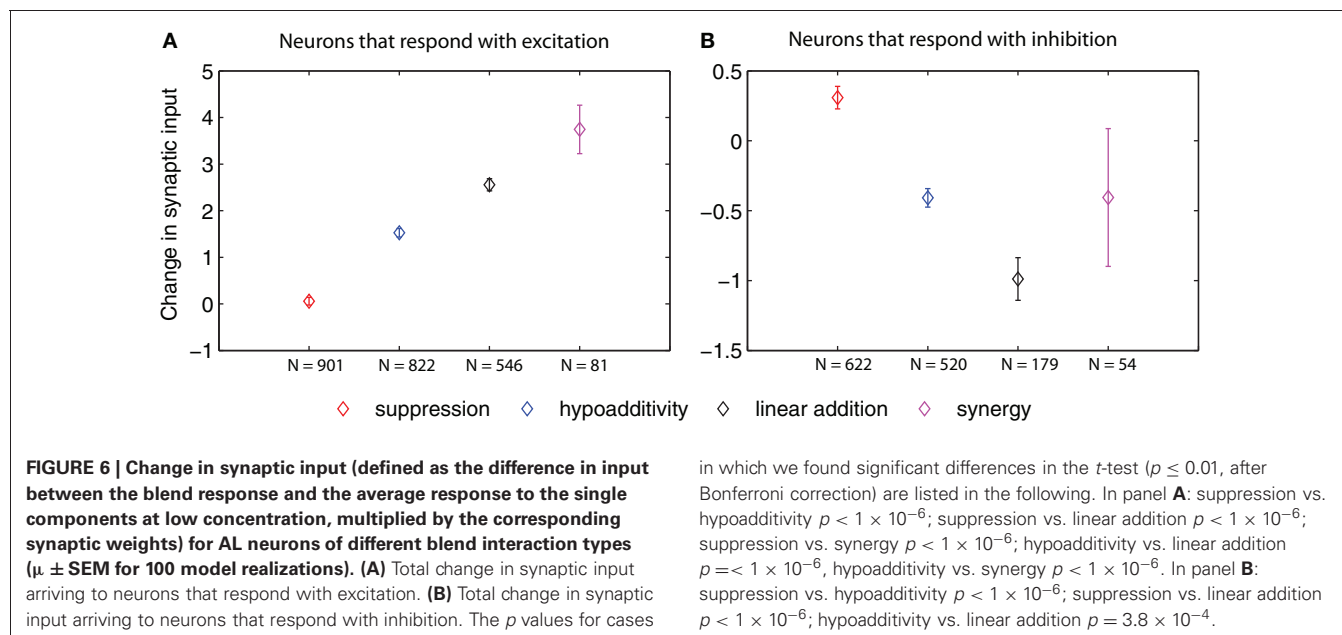 A Neurons that respond with excitation
B Neurons that respond with inhibition
Change in synaptic input
5
4
3
2
1
0
−1
N = 901 N = 822 N = 546 N = 81
0.5
0
−0.5
−1
−1.5
N = 622 N = 520 N = 179 N = 54
suppression hypoadditivity linear addition synergy
FIGURE 6 | Change in synaptic input (defined as the difference in input
between the blend response and the average response to the single
components at low concentration, multiplied by the corresponding
synaptic weights) for AL neurons of different blend interaction types
(μ ± SEM for 100 model realizations). (A) Total change in synaptic input
arriving to neurons that respond with excitation. (B) Total change in synaptic
input arriving to neurons that respond with inhibition. The p values for cases
in which we found significant differences in the t-test (p ≤ 0.01, after
Bonferroni correction) are listed in the following. In panel A: suppression vs.
hypoadditivity p < 1 × 10⁻⁶; suppression vs. linear addition p < 1 × 10⁻⁶;
suppression vs. synergy p < 1 × 10⁻⁶; hypoadditivity vs. linear addition
p =< 1 × 10⁻⁶, hypoadditivity vs. synergy p < 1 × 10⁻⁶. In panel B:
suppression vs. hypoadditivity p < 1 × 10⁻⁶; suppression vs. linear addition
p < 1 × 10⁻⁶; hypoadditivity vs. linear addition p = 3.8 × 10⁻⁴.